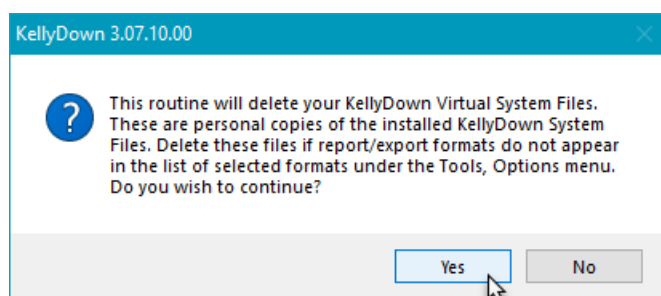 KellyDown 3.07.10.00
This routine will delete your KellyDown Virtual System Files.
These are personal copies of the installed KellyDown System
Files. Delete these files if report/export formats do not appear
in the list of selected formats under the Tools, Options menu.
Do you wish to continue?
Yes No